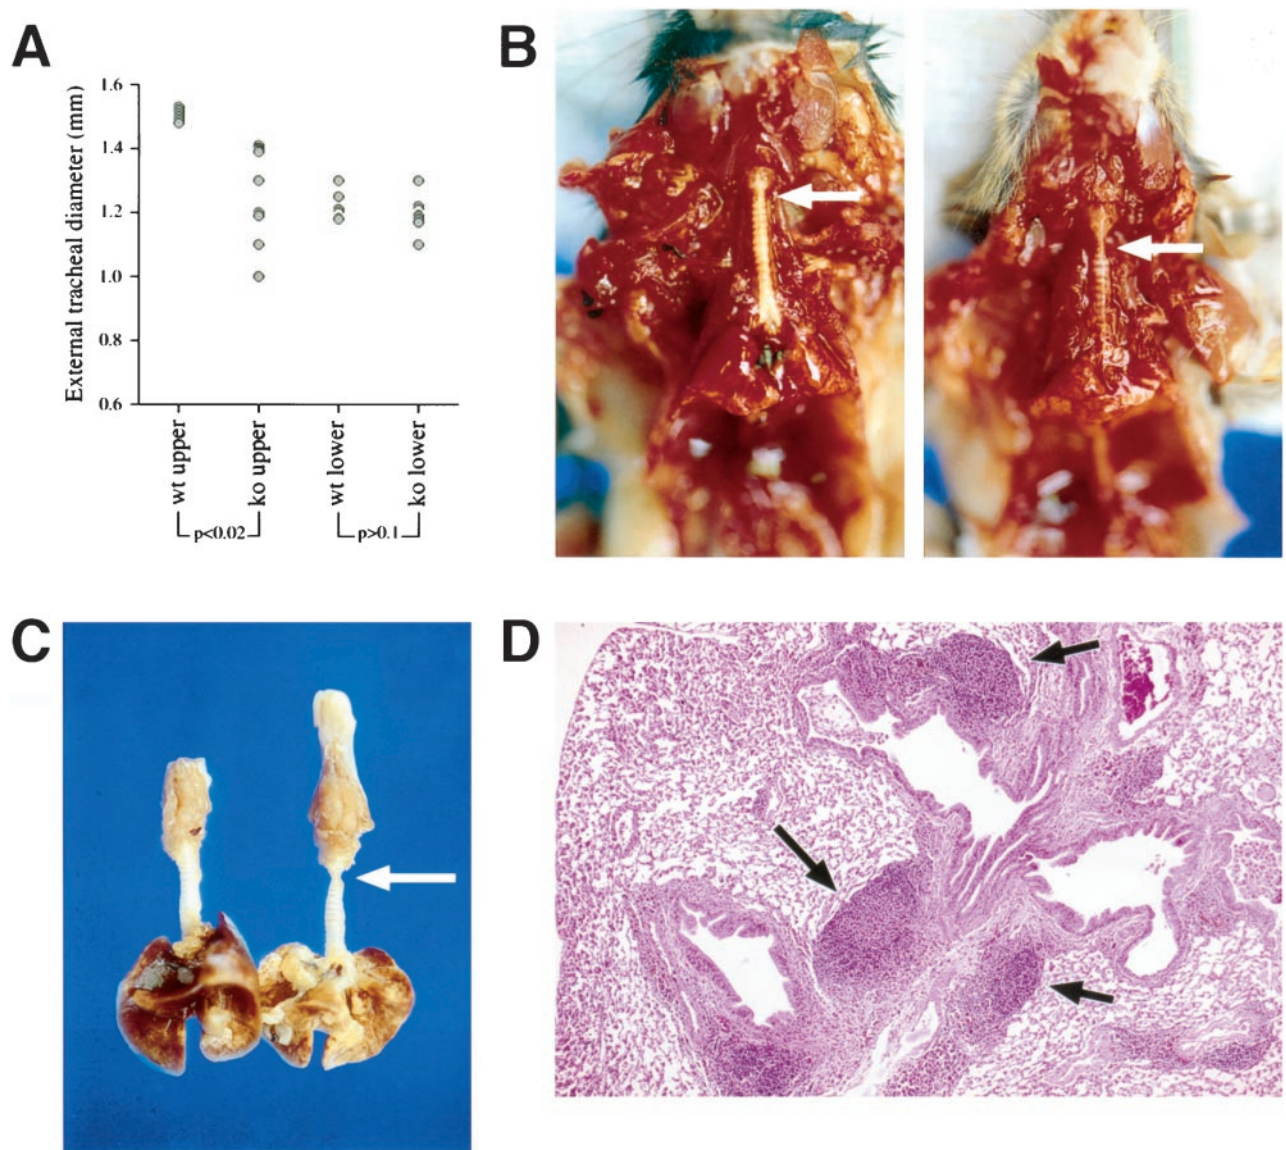 A
B
1.6
1.4
1.2
1.0
0.8
0.6
External tracheal diameter (mm)
wt upper
ko upper
wt lower
ko lower
p<0.02
p>0.1
C
D